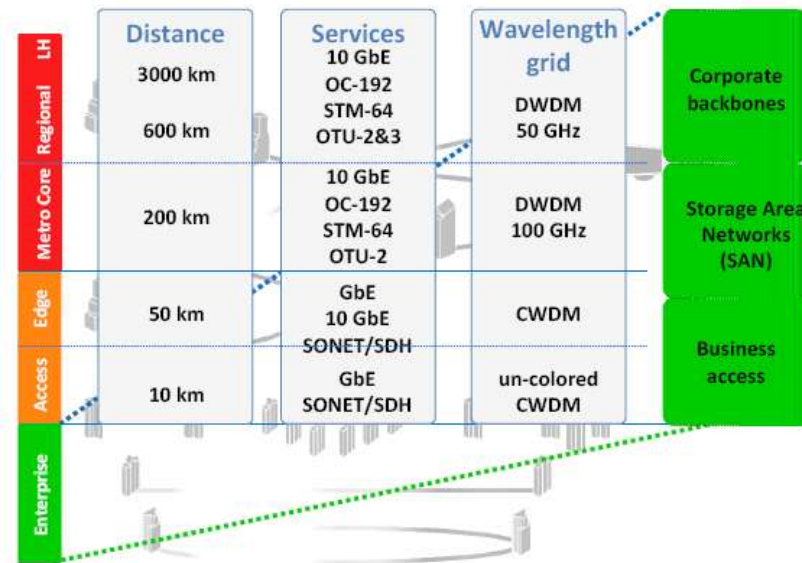 LH
Regional
Metro Core
Edge
Access
Enterprise
Distance
3000 km
600 km
200 km
50 km
10 km
Services
10 GbE
OC-192
STM-64
OTU-2&3
10 GbE
OC-192
STM-64
OTU-2
GbE
10 GbE
SONET/SDH
GbE
SONET/SDH
Wavelength
grid
DWDM
50 GHz
DWDM
100 GHz
CWDM
un-colored
CWDM
Corporate
backbones
Storage Area
Networks
(SAN)
Business
access